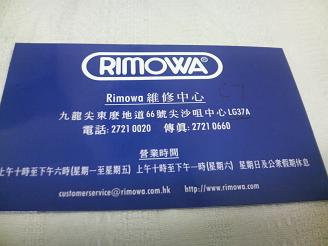 RIMOWA®
Rimowa 維修中心
九龍尖東麼地道66號尖沙咀中心LG37A
電話: 2721 0020 傳真: 2721 0660
營業時間
上午十時至下午六時(星期一至星期五) 上午十時至下午一時(星期六) 星期日及公衆假期休息
customerservice@rimowa.com.hk http://www.rimowa.com